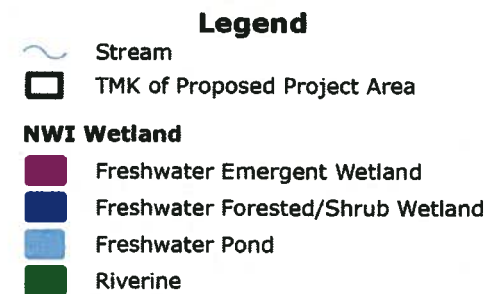 Legend
Stream
TMK of Proposed Project Area
NWI Wetland
Freshwater Emergent Wetland
Freshwater Forested/Shrub Wetland
Freshwater Pond
Riverine